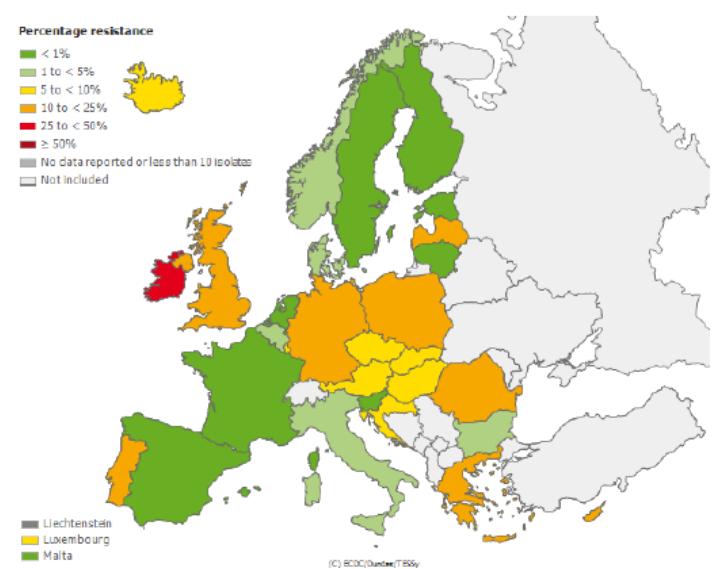 Percentage resistance
< 1%
1 to < 5%
5 to < 10%
10 to < 25%
25 to < 50%
≥ 50%
No data reported or less than 10 isolates
Not included
Liechtenstein
Luxembourg
Malta
(C) ECDC/Dundas/TESSy